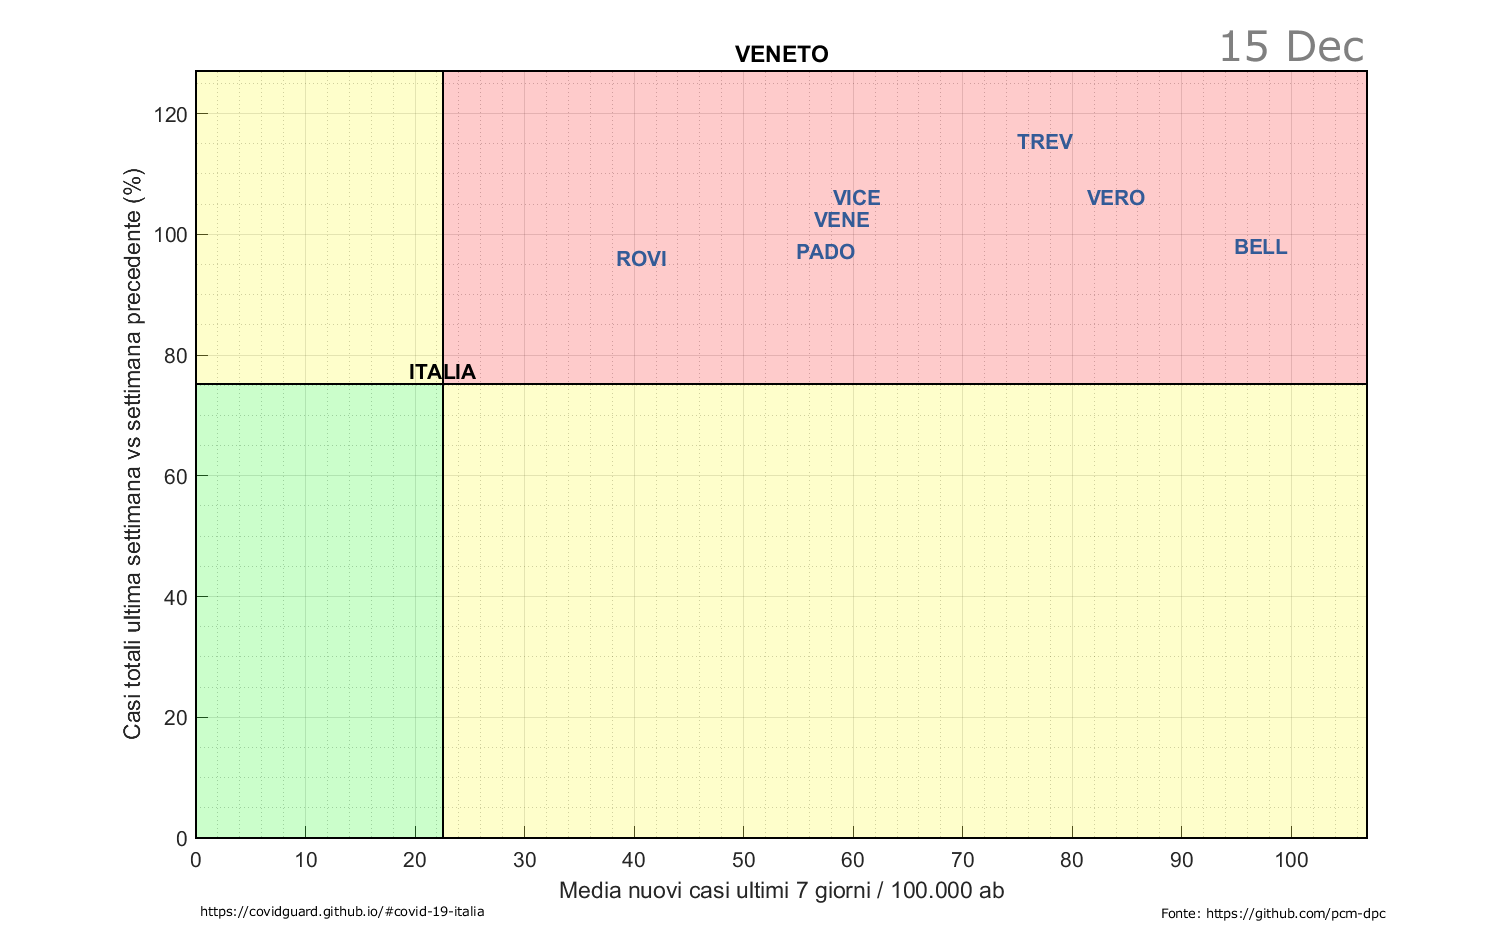 15 Dec
VENETO
Casi totali ultima settimana vs settimana precedente (%)
120
100
80
60
40
20
0
TREV
VICE
VERO
VENE
BELL
PADO
ROVI
ITALIA
0 10 20 30 40 50 60 70 80 90 100
Media nuovi casi ultimi 7 giorni / 100.000 ab
https://covidguard.github.io/#covid-19-italia
Fonte: https://github.com/pcm-dpc